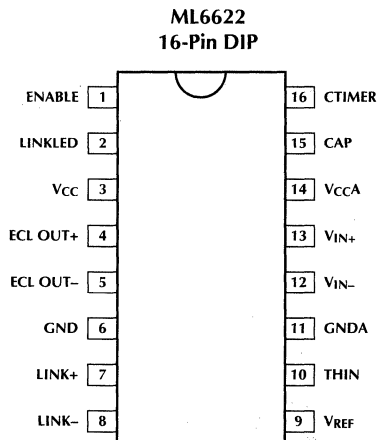 ML6622
16-Pin DIP
ENABLE 1 16 CTIMER
LINKLED 2 15 CAP
VCC 3 14 VCCA
ECL OUT+ 4 13 VIN+
ECL OUT– 5 12 VIN–
GND 6 11 GNDA
LINK+ 7 10 THIN
LINK– 8 9 VREF